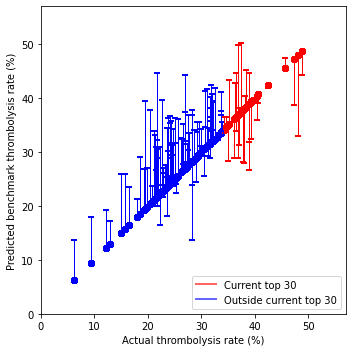 Predicted benchmark thrombolysis rate (%)
50
40
30
20
10
0
0 10 20 30 40 50
Actual thrombolysis rate (%)
Current top 30
Outside current top 30